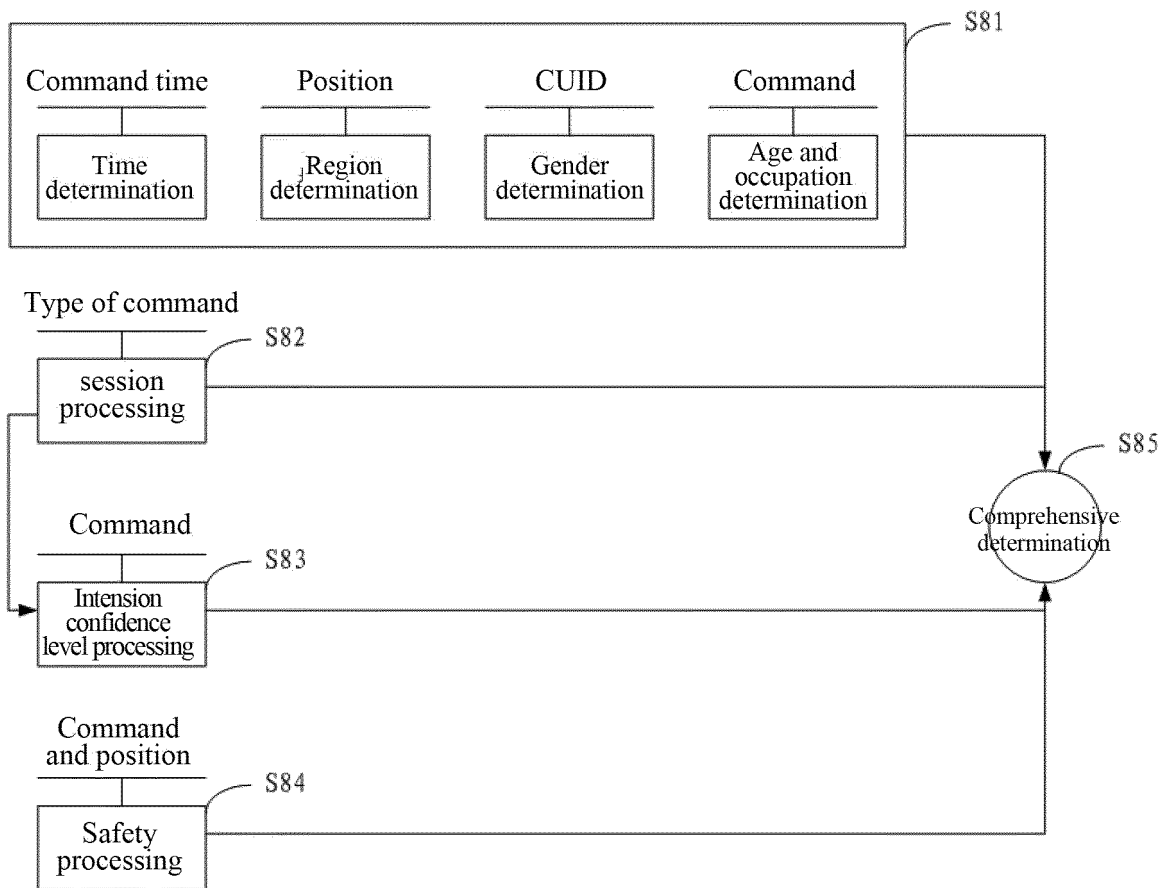 S81
Command time
Position
CUID
Command
Time
determination
Region
determination
Gender
determination
Age and
occupation
determination
Type of command
S82
session
processing
S85
Comprehensive
determination
Command
S83
Intension
confidence
level processing
Command
and position
S84
Safety
processing